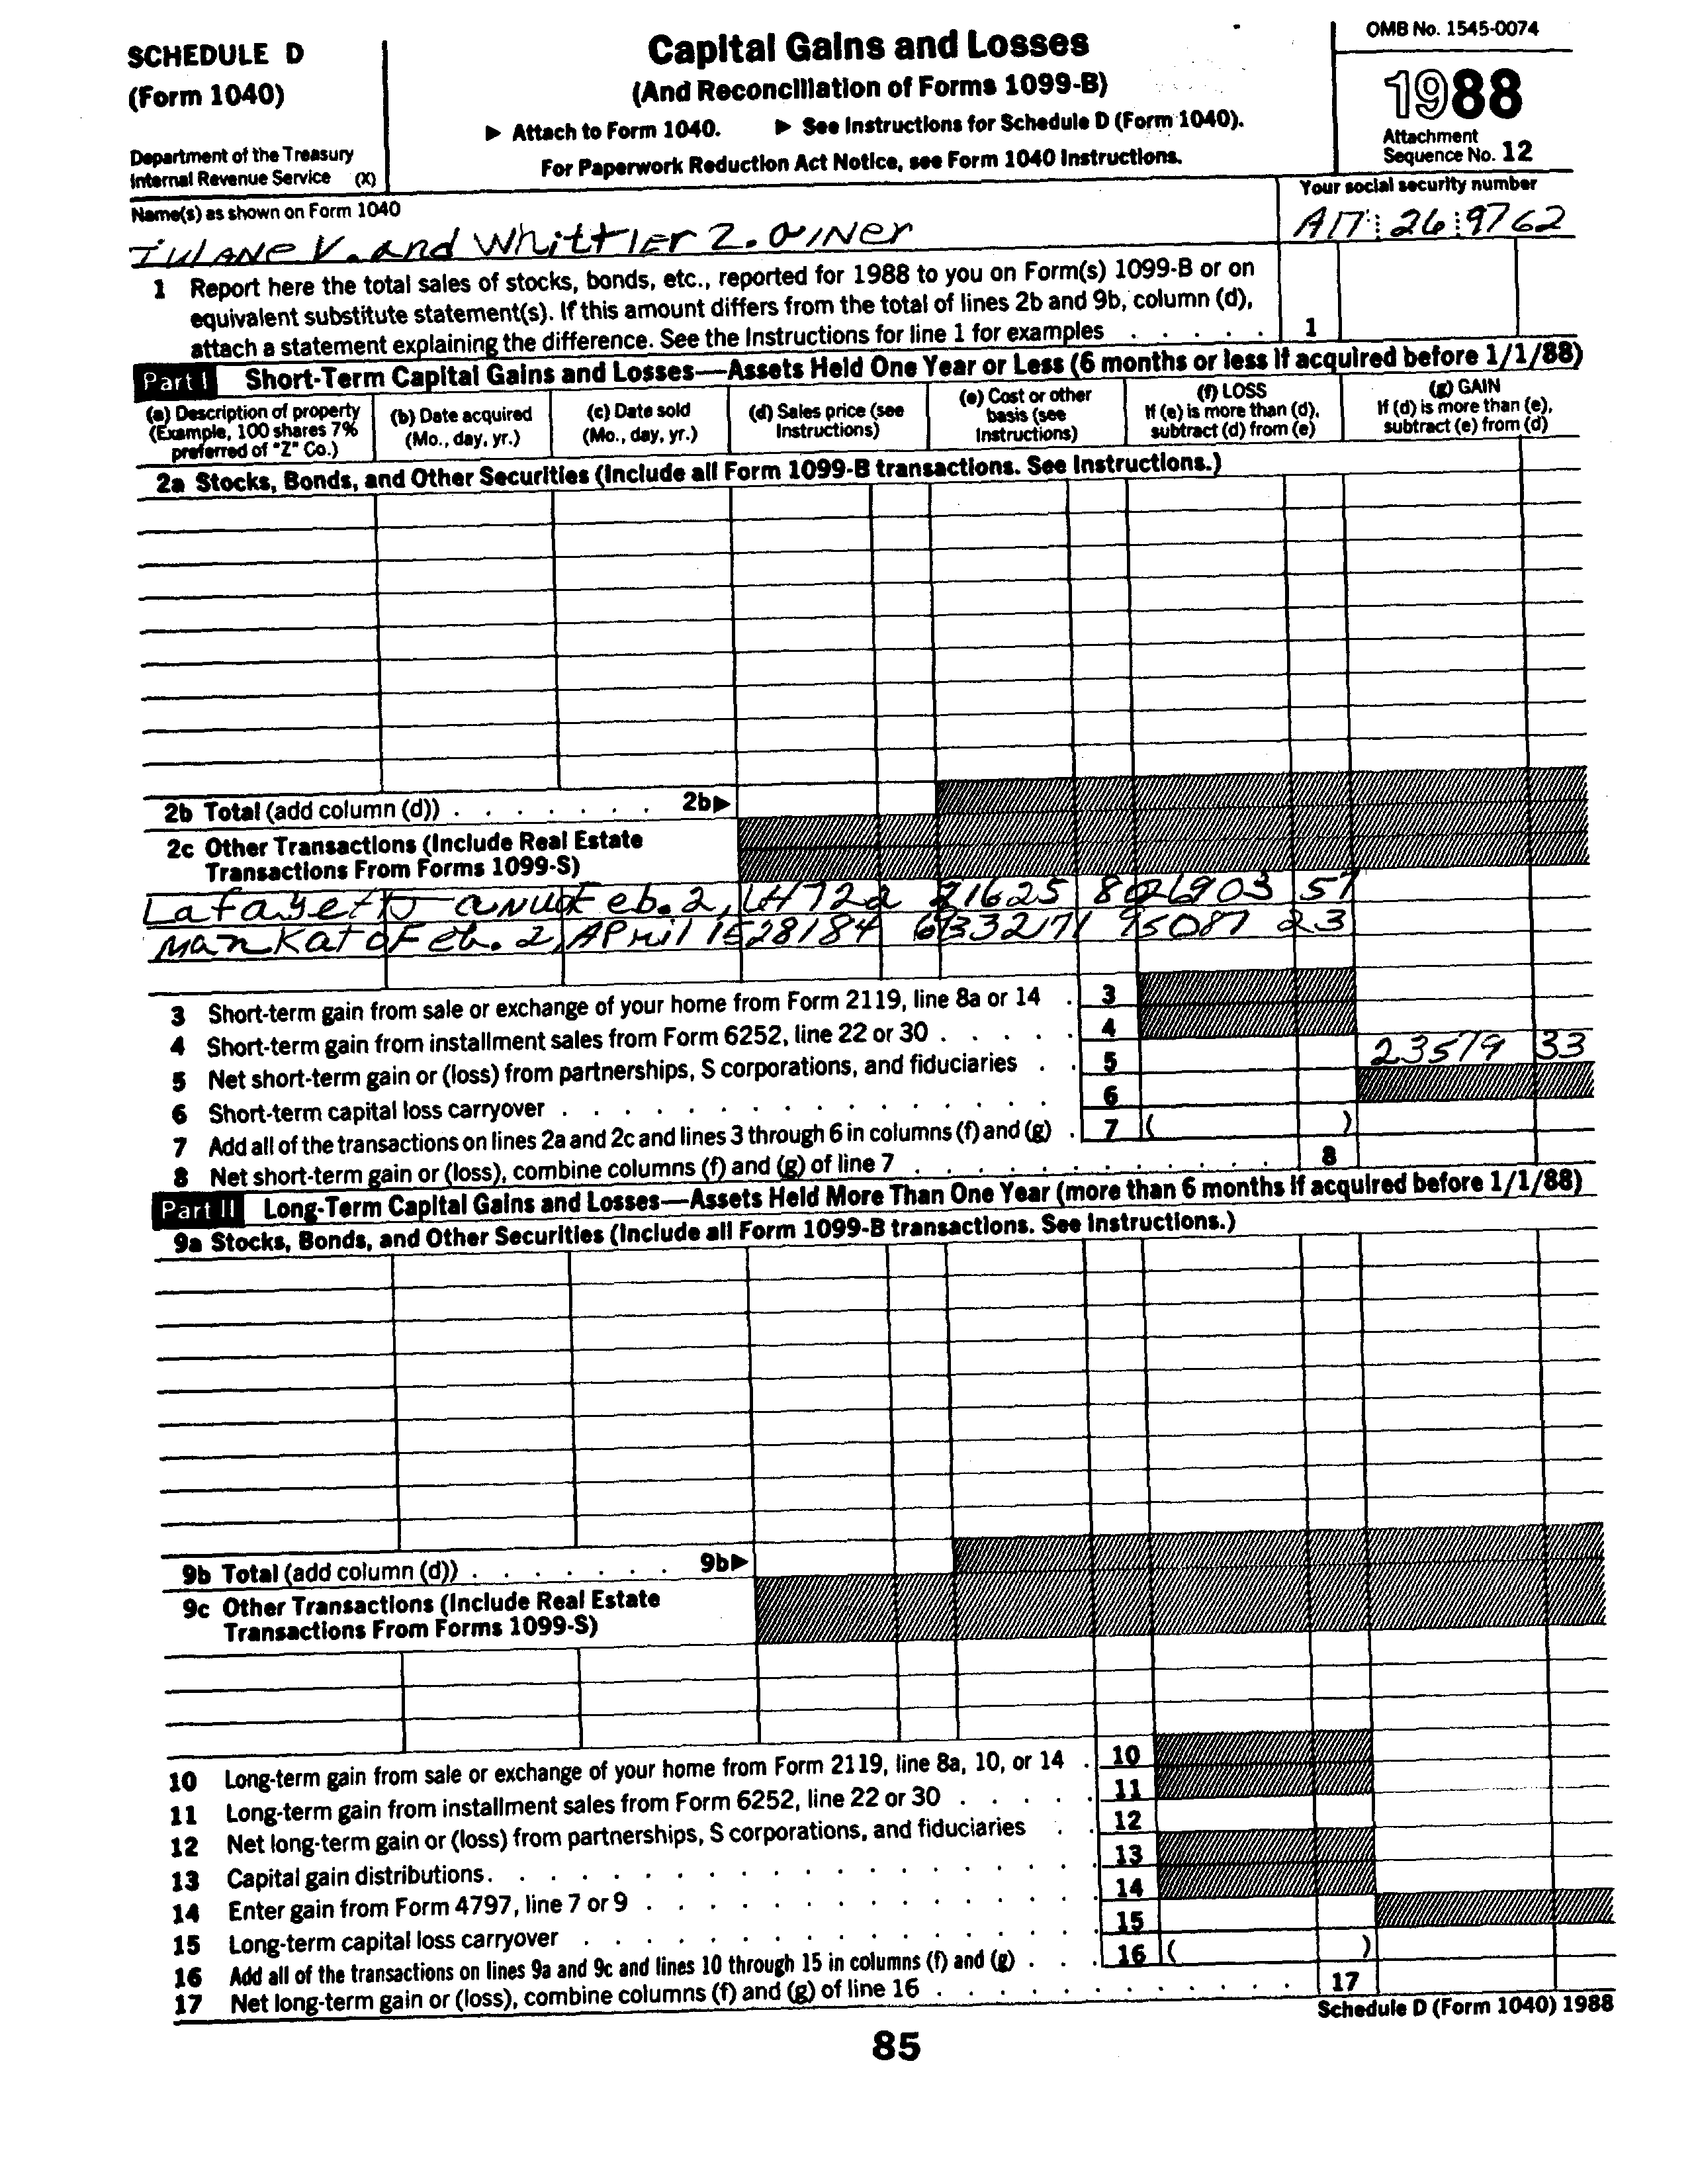 SCHEDULE D
(Form 1040)
Department of the Treasury
Internal Revenue Service (X)
Capital Gains and Losses
(And Reconciliation of Forms 1099-B)
▶ Attach to Form 1040. ▶ See Instructions for Schedule D (Form 1040).
For Paperwork Reduction Act Notice, see Form 1040 Instructions.
OMB No. 1545-0074
1988
Attachment
Sequence No. 12
Name(s) as shown on Form 1040
Your social security number
V. and Whittier Z.
26 9762
1 Report here the total sales of stocks, bonds, etc., reported for 1988 to you on Form(s) 1099-B or on
equivalent substitute statement(s). If this amount differs from the total of lines 2b and 9b, column (d),
attach a statement explaining the difference. See the Instructions for line 1 for examples . . . . . 1
Part I Short-Term Capital Gains and Losses—Assets Held One Year or Less (6 months or less if acquired before 1/1/88)
(a) Description of property
(Example, 100 shares 7%
preferred of "Z" Co.)
(b) Date acquired
(Mo., day, yr.)
(c) Date sold
(Mo., day, yr.)
(d) Sales price (see
Instructions)
(e) Cost or other
basis (see
Instructions)
(f) LOSS
If (e) is more than (d),
subtract (d) from (e)
(g) GAIN
If (d) is more than (e),
subtract (e) from (d)
2a Stocks, Bonds, and Other Securities (Include all Form 1099-B transactions. See Instructions.)
2b Total (add column (d)) . . . . . . . 2b▶
2c Other Transactions (Include Real Estate
Transactions From Forms 1099-S)
Feb. 2, 57
Mankato Feb. 2, April 23
3 Short-term gain from sale or exchange of your home from Form 2119, line 8a or 14 . 3
4 Short-term gain from installment sales from Form 6252, line 22 or 30 . . . . . 4
5 Net short-term gain or (loss) from partnerships, S corporations, and fiduciaries . . 5 23579 33
6 Short-term capital loss carryover . . . . . . . . . . . . . . . . 6
7 Add all of the transactions on lines 2a and 2c and lines 3 through 6 in columns (f) and (g) . 7 ( )
8 Net short-term gain or (loss), combine columns (f) and (g) of line 7 . . . . . . . . . . . . . 8
Part II Long-Term Capital Gains and Losses—Assets Held More Than One Year (more than 6 months if acquired before 1/1/88)
9a Stocks, Bonds, and Other Securities (Include all Form 1099-B transactions. See Instructions.)
9b Total (add column (d)) . . . . . . . 9b▶
9c Other Transactions (Include Real Estate
Transactions From Forms 1099-S)
10 Long-term gain from sale or exchange of your home from Form 2119, line 8a, 10, or 14 . 10
11 Long-term gain from installment sales from Form 6252, line 22 or 30 . . . . . 11
12 Net long-term gain or (loss) from partnerships, S corporations, and fiduciaries . . 12
13 Capital gain distributions. . . . . . . . . . . . . . . . . . . 13
14 Enter gain from Form 4797, line 7 or 9 . . . . . . . . . . . . . 14
15 Long-term capital loss carryover . . . . . . . . . . . . . . . . 15
16 Add all of the transactions on lines 9a and 9c and lines 10 through 15 in columns (f) and (g) . . . 16 ( )
17 Net long-term gain or (loss), combine columns (f) and (g) of line 16 . . . . . . . . . . . . . 17
Schedule D (Form 1040) 1988
85